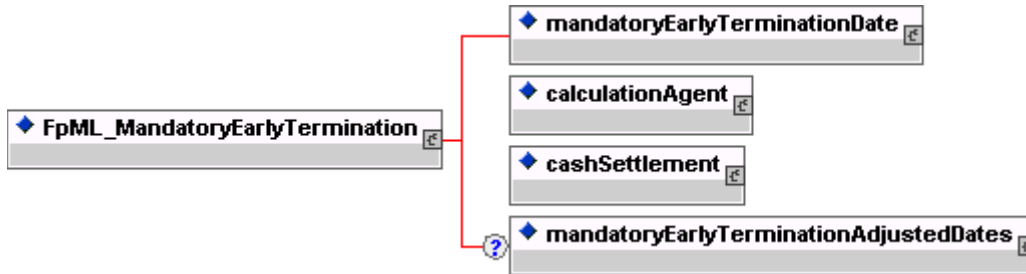 mandatoryEarlyTerminationDate
calculationAgent
FpML_MandatoryEarlyTermination
cashSettlement
? mandatoryEarlyTerminationAdjustedDates